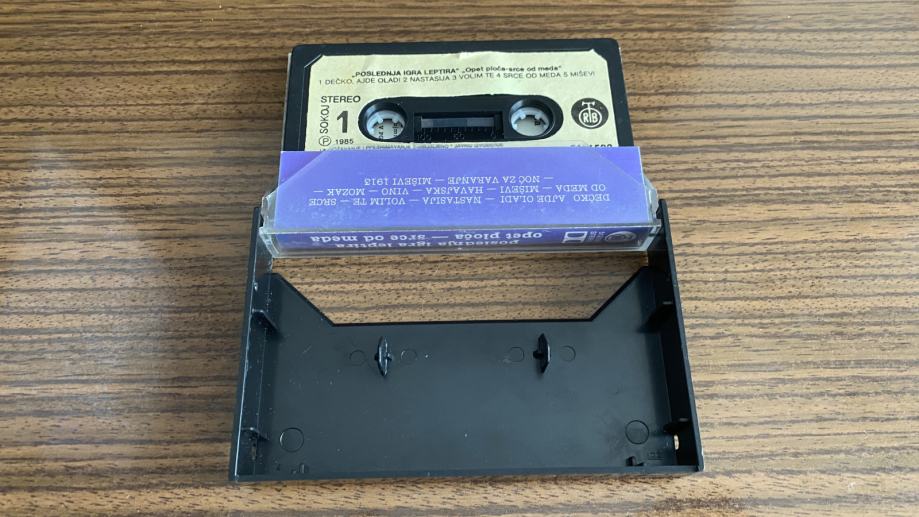 „POSLEDNJA IGRA LEPTIRA" „Opet ploča-srce od meda"
1 DEČKO, AJDE OLADI 2 NASTASIJA 3 VOLIM TE 4 SRCE OD MEDA 5 MIŠEVI
STEREO
1
SOKOJ
℗ 1985
RTB
DEČKO AJDE OLADI — NASTASIJA — VOLIM TE — SRCE
OD MEDA — MIŠEVI — HAVAJSKA — VINO — MOZAK —
— NOĆ ZA VARANJE — MIŠEVI 1913
poslednja igra leptira
opet ploča — srce od meda